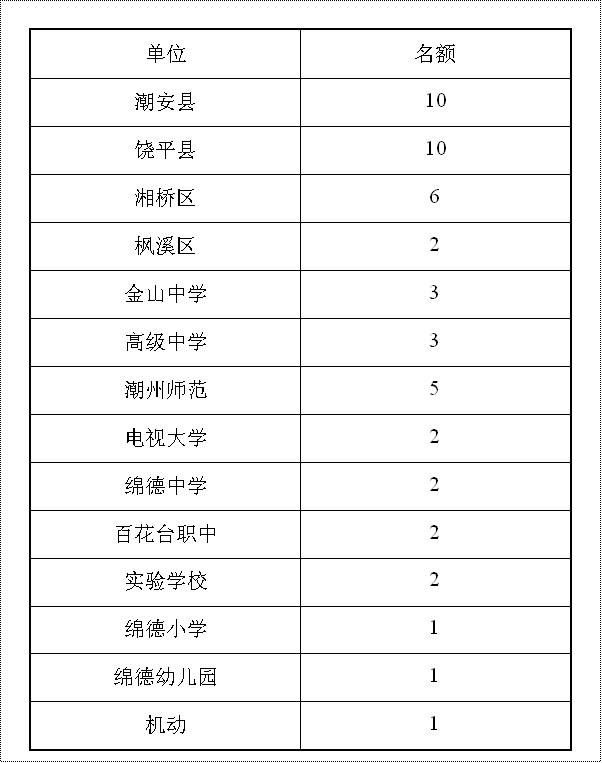 单位 名额
潮安县 10
饶平县 10
湘桥区 6
枫溪区 2
金山中学 3
高级中学 3
潮州师范 5
电视大学 2
绵德中学 2
百花台职中 2
实验学校 2
绵德小学 1
绵德幼儿园 1
机动 1